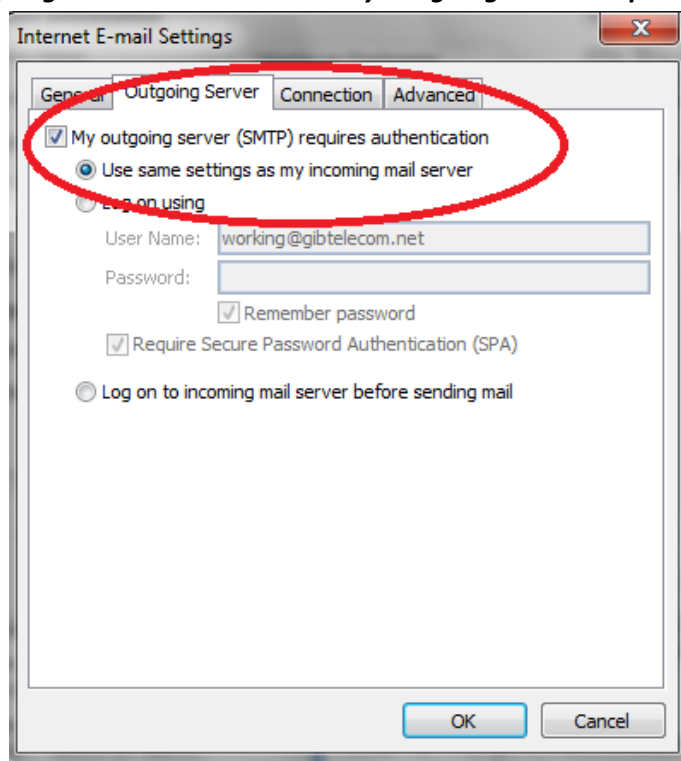 Internet E-mail Settings
General Outgoing Server Connection Advanced
My outgoing server (SMTP) requires authentication
Use same settings as my incoming mail server
Log on using
User Name: working@gibtelecom.net
Password:
Remember password
Require Secure Password Authentication (SPA)
Log on to incoming mail server before sending mail
OK Cancel